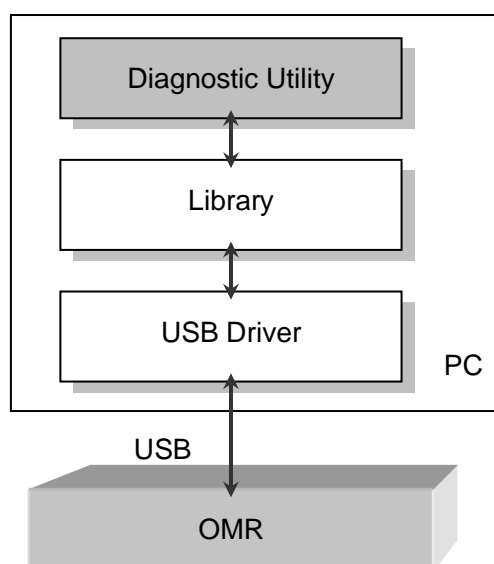 Diagnostic Utility
Library
USB Driver
PC
USB
OMR